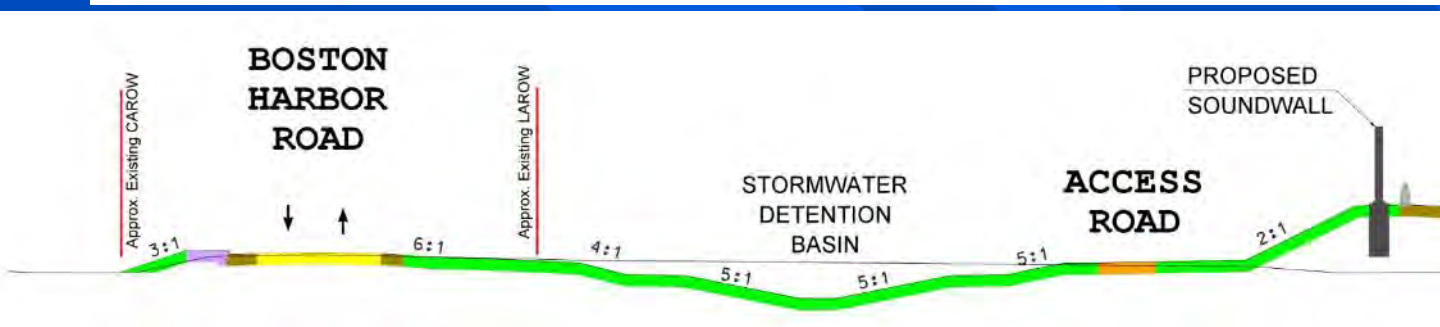 Approx. Existing CAROW
BOSTON
HARBOR
ROAD
Approx. Existing LAROW
3:1
6:1
4:1
5:1
STORMWATER
DETENTION
BASIN
5:1
5:1
ACCESS
ROAD
2:1
PROPOSED
SOUNDWALL